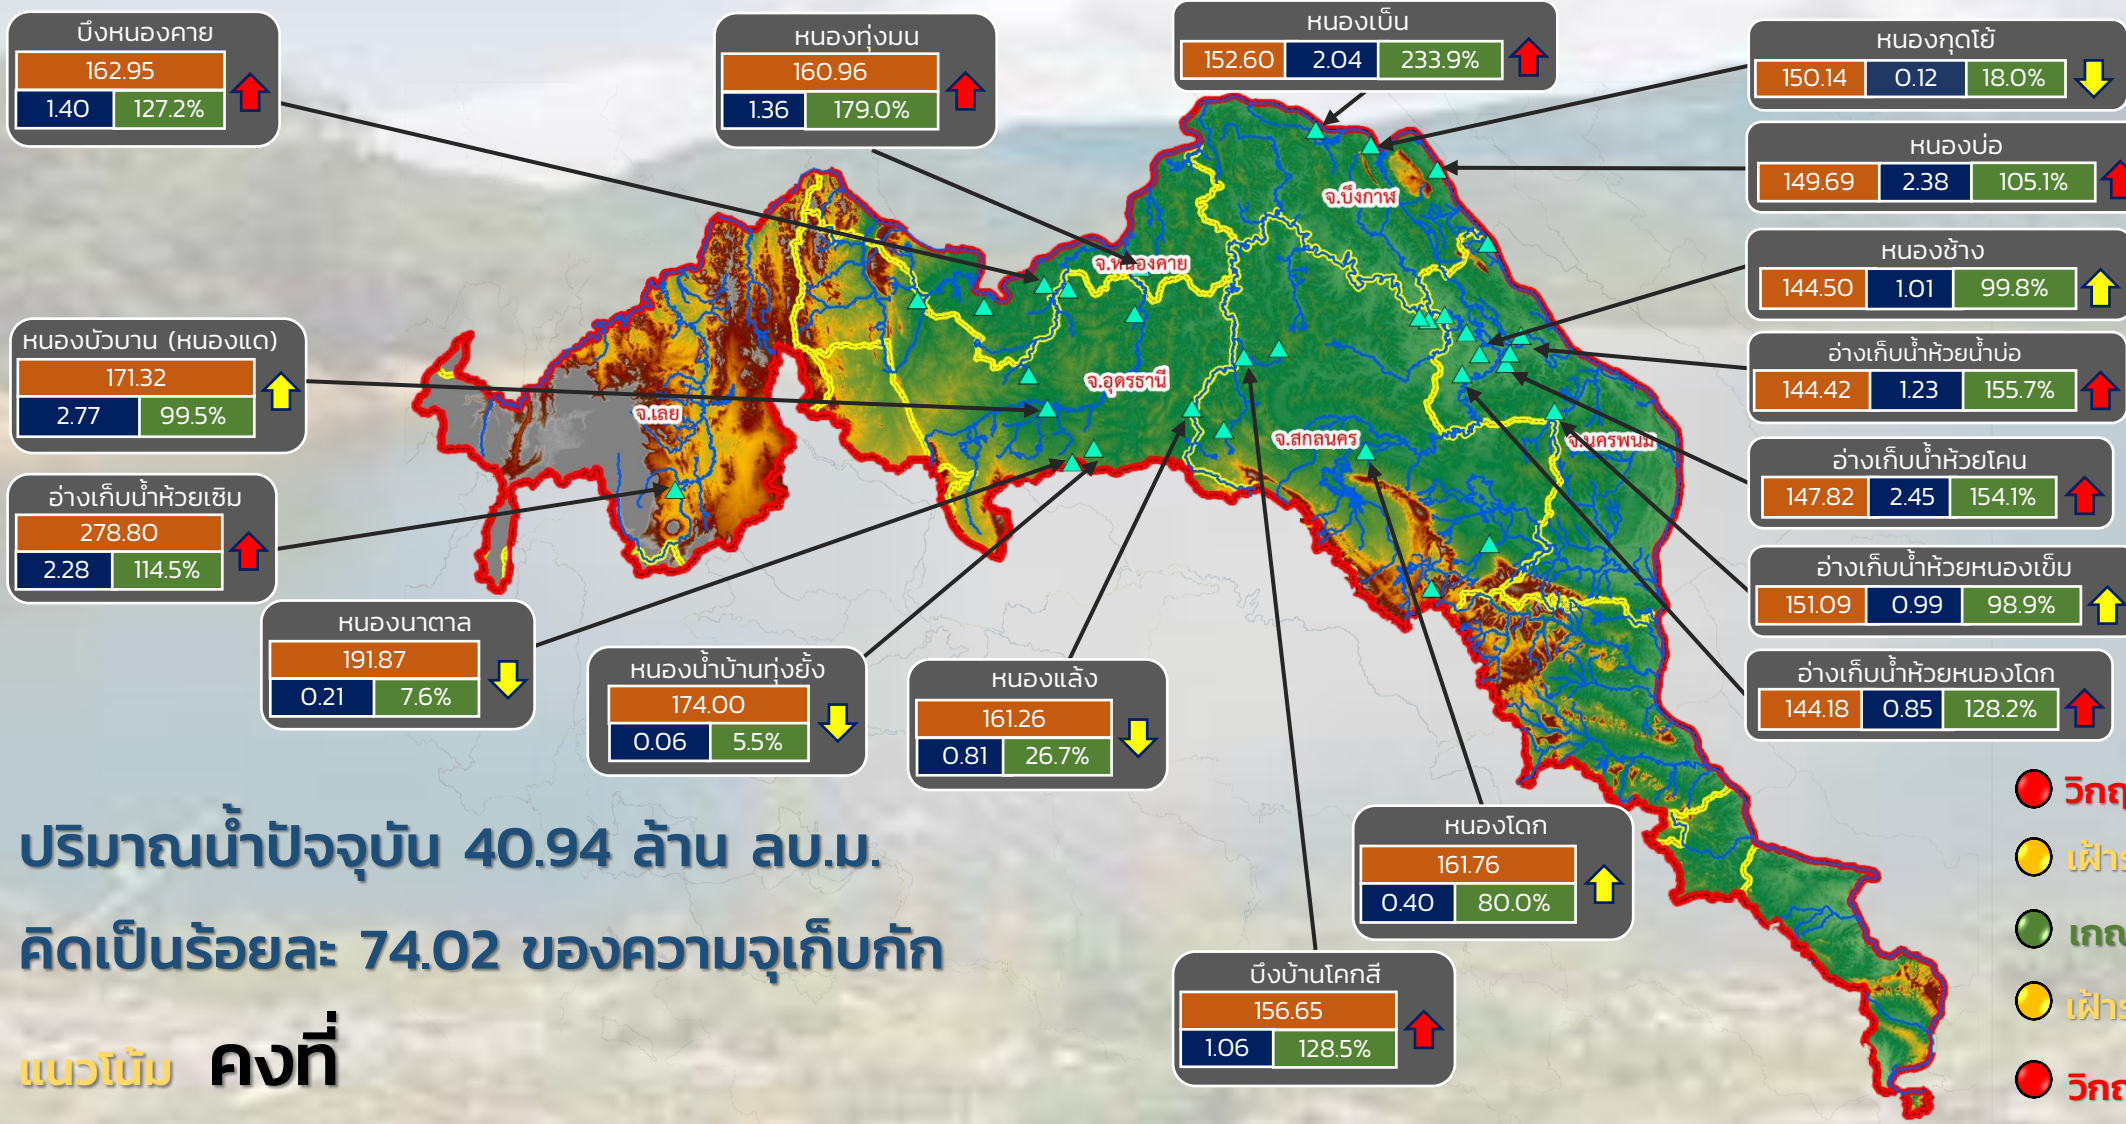 บึงหนองคาย
162.95
1.40 127.2%
หนองทุ่งมน
160.96
1.36 179.0%
หนองเบ็น
152.60 2.04 233.9%
หนองกุดโย้
150.14 0.12 18.0%
หนองบ่อ
149.69 2.38 105.1%
หนองช้าง
144.50 1.01 99.8%
อ่างเก็บน้ำห้วยน้ำบ่อ
144.42 1.23 155.7%
อ่างเก็บน้ำห้วยโคน
147.82 2.45 154.1%
อ่างเก็บน้ำห้วยหนองเข็ม
151.09 0.99 98.9%
อ่างเก็บน้ำห้วยหนองโดก
144.18 0.85 128.2%
หนองบัวบาน (หนองแด)
171.32
2.77 99.5%
อ่างเก็บน้ำห้วยเซิม
278.80
2.28 114.5%
หนองนาตาล
191.87
0.21 7.6%
หนองน้ำบ้านทุ่งยั้ง
174.00
0.06 5.5%
หนองแล้ง
161.26
0.81 26.7%
หนองโดก
161.76
0.40 80.0%
บึงบ้านโคกสี
156.65
1.06 128.5%
จ.บึงกาฬ
จ.หนองคาย
จ.อุดรธานี
จ.เลย
จ.สกลนคร
จ.นครพนม
ปริมาณน้ำปัจจุบัน 40.94 ล้าน ลบ.ม.
คิดเป็นร้อยละ 74.02 ของความจุเก็บกัก
แนวโน้ม คงที่